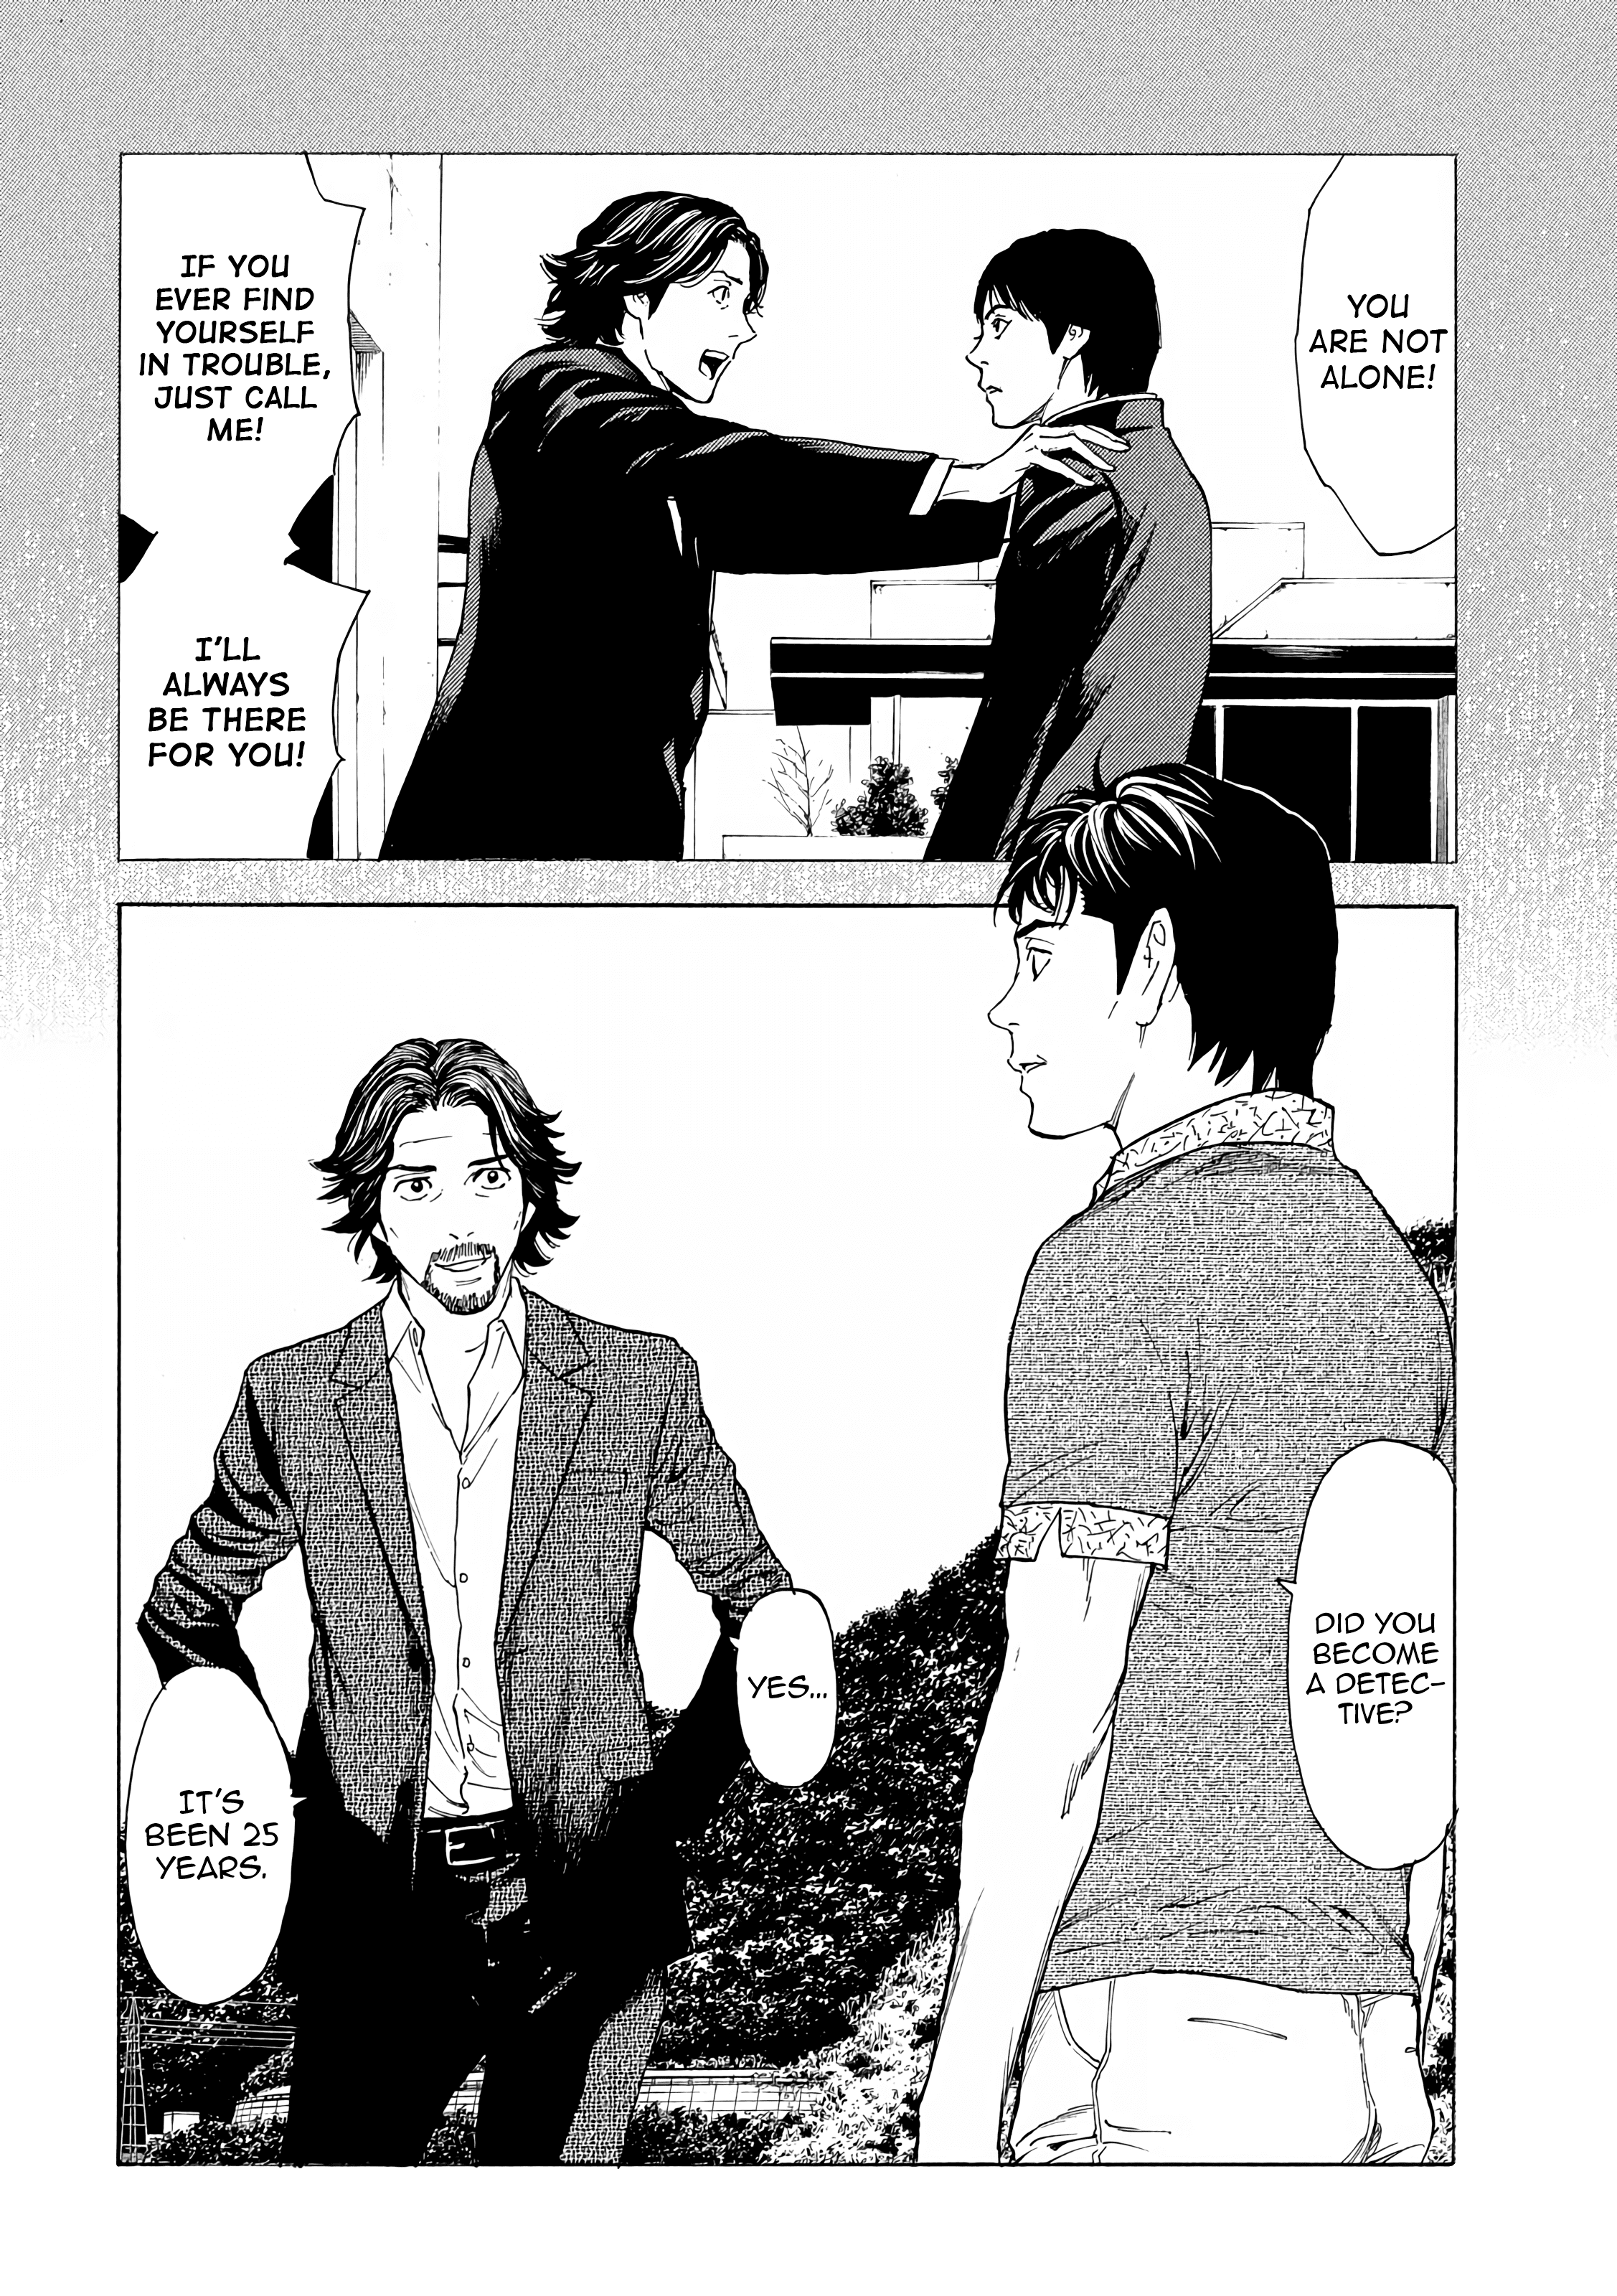 YOU
ARE NOT
ALONE!
IF YOU
EVER FIND
YOURSELF
IN TROUBLE,
JUST CALL
ME!
I'LL
ALWAYS
BE THERE
FOR YOU!
DID YOU
BECOME
A DETEC-
TIVE?
YES...
IT'S
BEEN 25
YEARS.